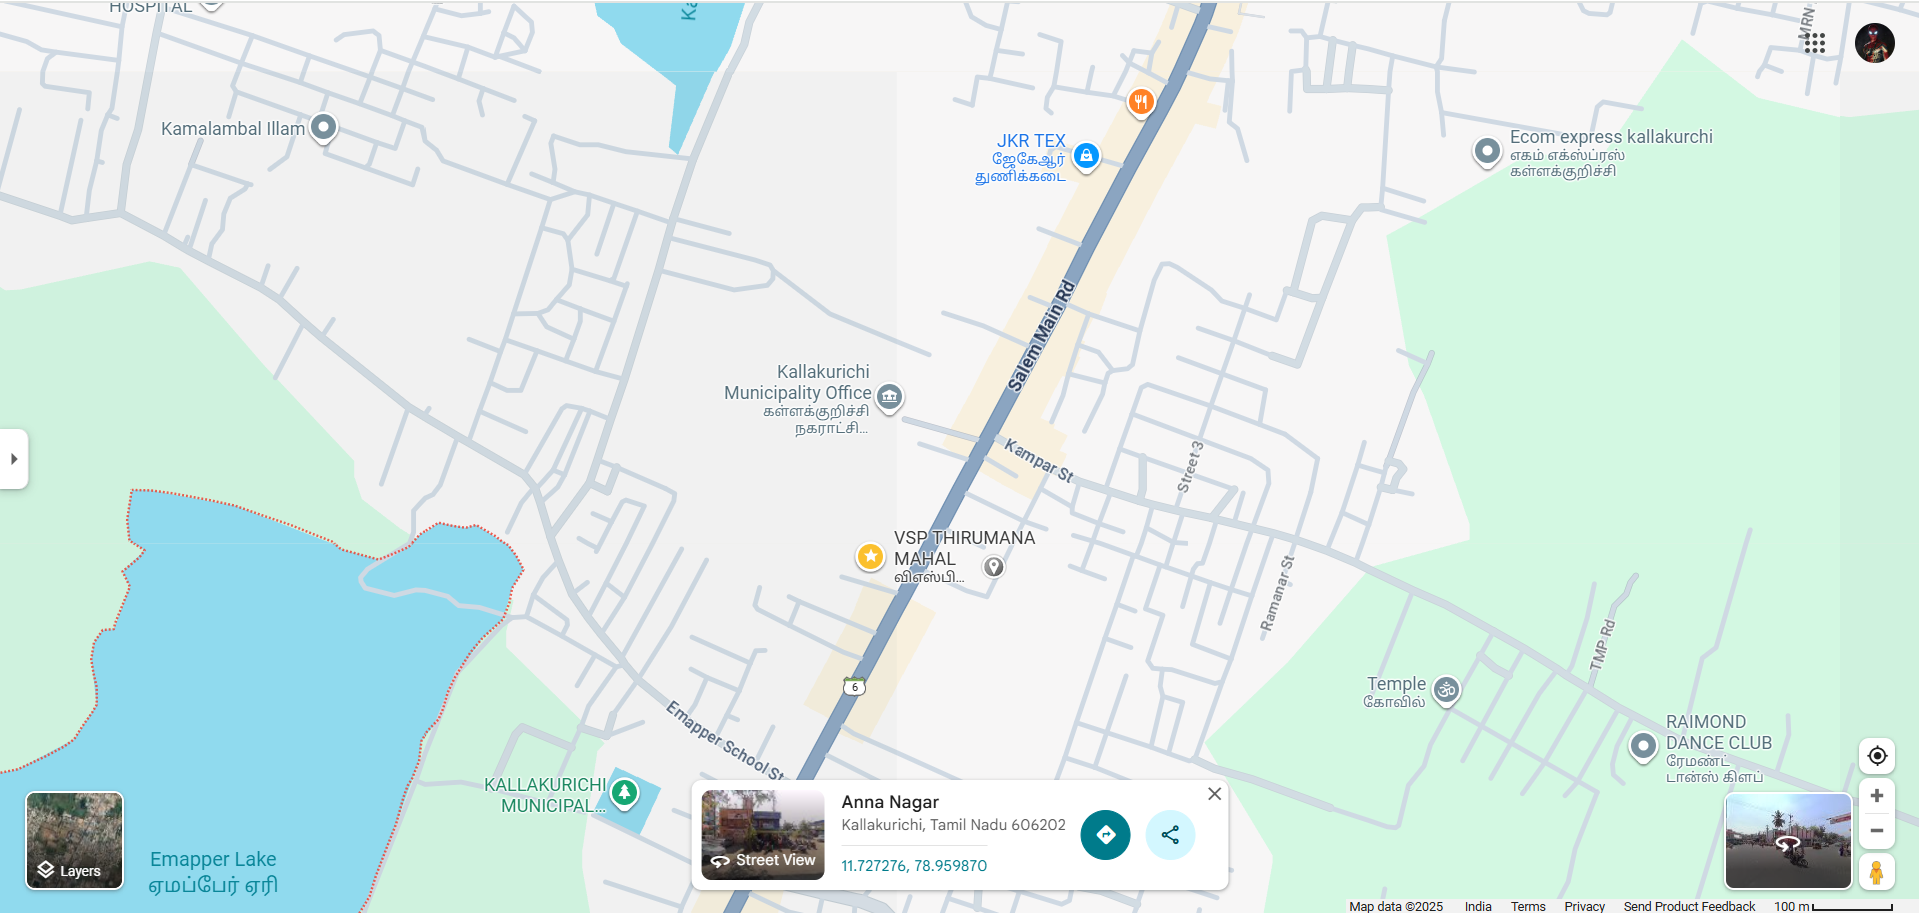 HOSPITAL
Kamalambal Illam
JKR TEX
ஜேகேஆர்
துணிக்கடை
MRN
Ecom express kallakurchi
எகம் எக்ஸ்ப்ரஸ்
கள்ளக்குறிச்சி
Salem Main Rd
Kallakurichi
Municipality Office
கள்ளக்குறிச்சி
நகராட்சி...
Kampar St
Street 3
VSP THIRUMANA
MAHAL
விஎஸ்பி...
Ramanar St
TMP Rd
6
Temple
கோவில்
RAIMOND
DANCE CLUB
ரேமண்ட்
டான்ஸ் கிளப்
Emapper School St
KALLAKURICHI
MUNICIPAL...
Emapper Lake
ஏமப்பேர் ஏரி
Layers
Street View
Anna Nagar
Kallakurichi, Tamil Nadu 606202
11.727276, 78.959870
Map data ©2025 India Terms Privacy Send Product Feedback 100 m